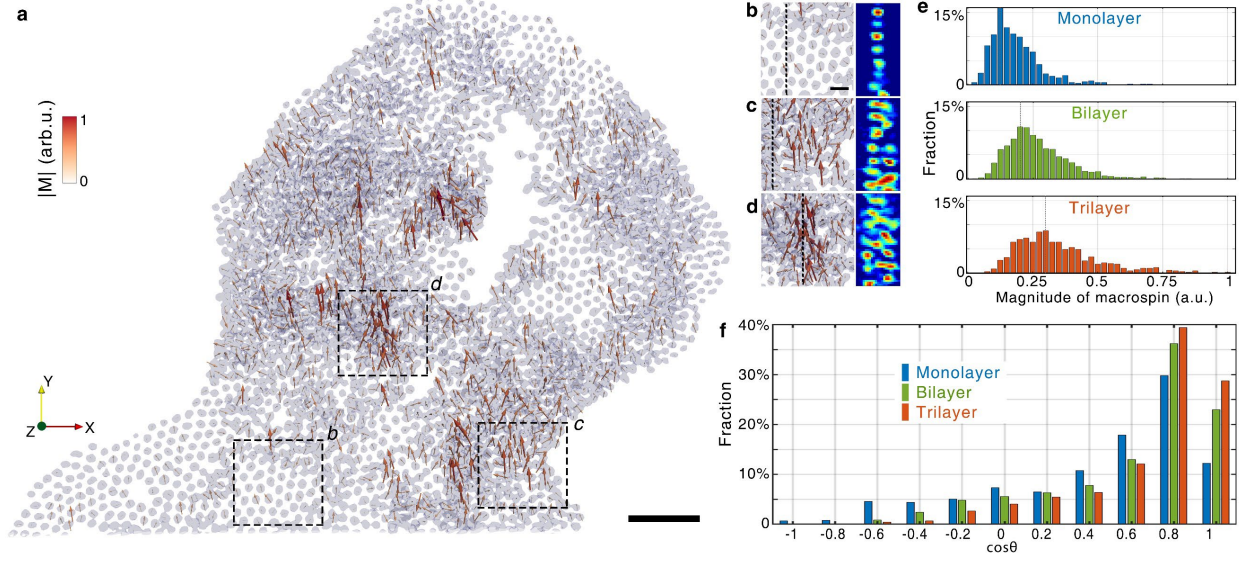 a
|M| (arb.u.)
1
0
Y
Z
X
b
c
d
b
c
d
e
15%
Monolayer
0
15%
Bilayer
0
15%
Trilayer
0
Fraction
0 0.25 0.5 0.75 1
Magnitude of macrospin (a.u.)
f
40%
30%
20%
10%
0
Fraction
Monolayer
Bilayer
Trilayer
-1 -0.8 -0.6 -0.4 -0.2 0 0.2 0.4 0.6 0.8 1
cosθ